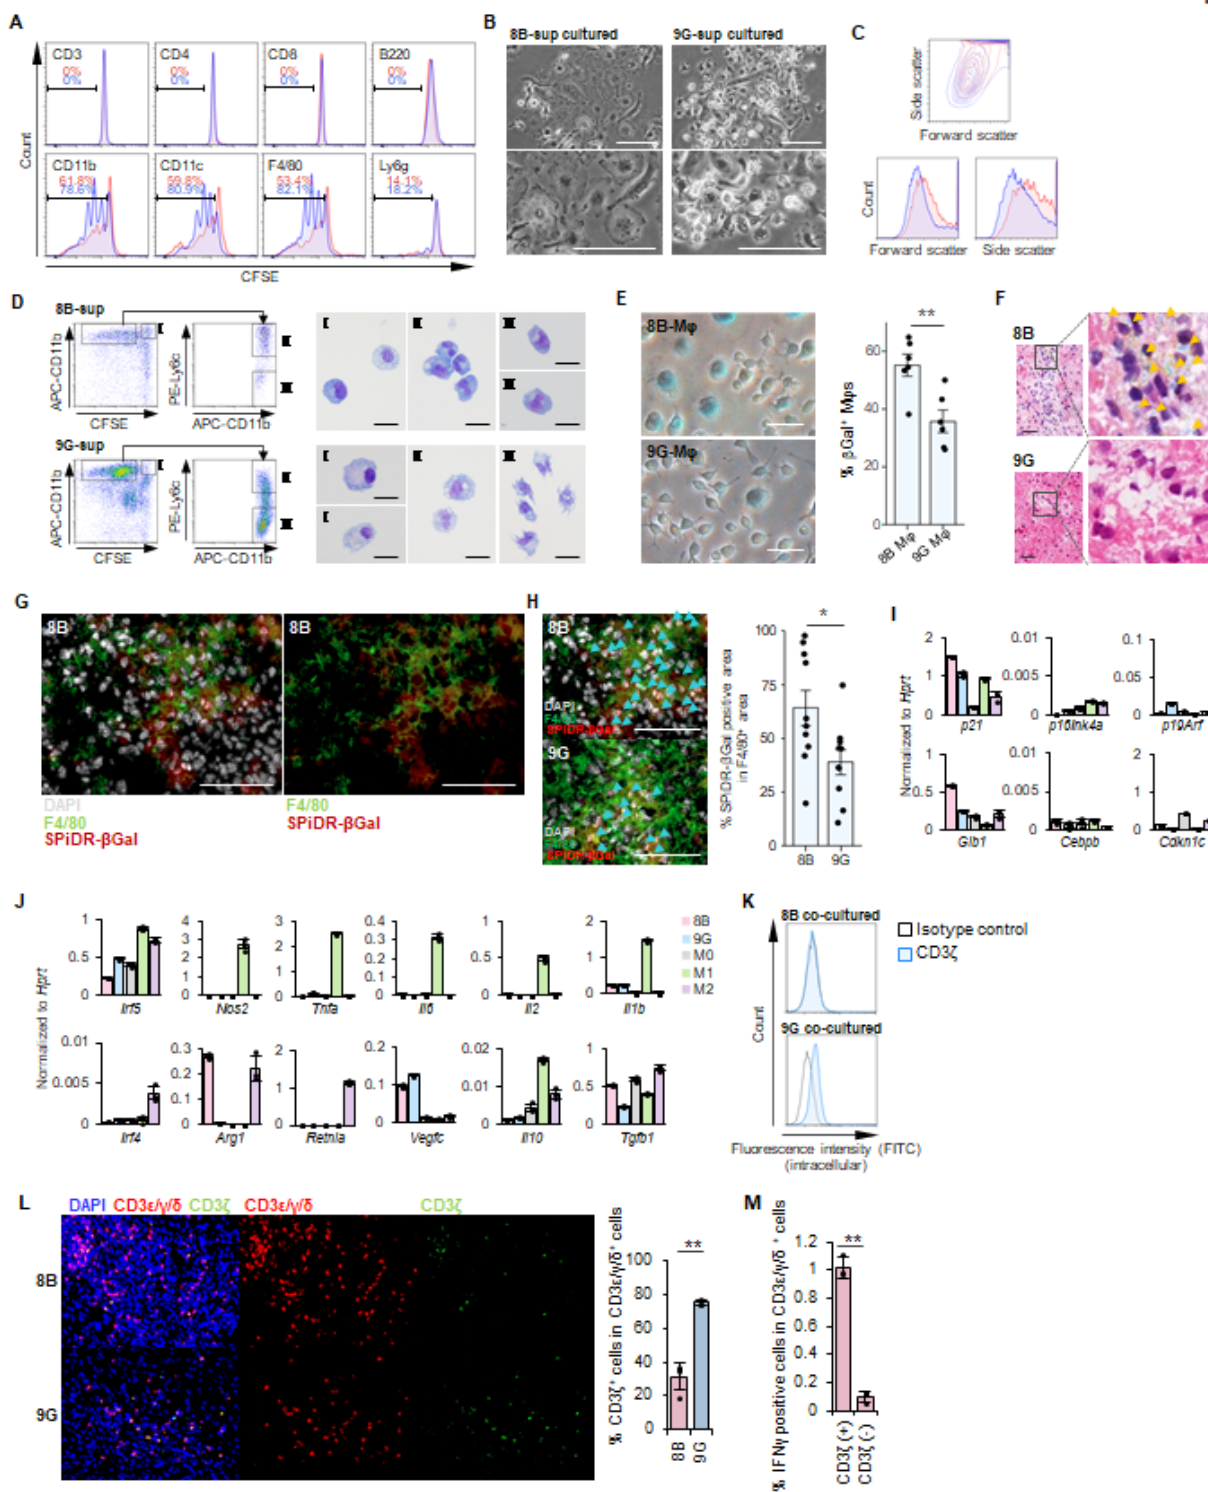 A
CD3
0%
0%
CD4
0%
0%
CD8
0%
0%
B220
0%
0%
CD11b
61.8%
78.6%
CD11c
59.8%
80.9%
F4/80
53.4%
82.1%
Ly6g
14.1%
18.2%
Count
CFSE
B
8B-sup cultured
9G-sup cultured
C
Side scatter
Forward scatter
Count
Forward scatter
Side scatter
D
8B-sup
APC-CD11b
CFSE
PE-Ly6c
APC-CD11b
9G-sup
APC-CD11b
CFSE
PE-Ly6c
APC-CD11b
E
8B-Mφ
9G-Mφ
% βGal⁺ Mφs
60
40
20
0
**
8B Mφ
9G Mφ
F
8B
9G
G
8B
8B
DAPI
F4/80
SPiDR-βGal
F4/80
SPiDR-βGal
H
8B
DAPI
F4/80
SPiDR-βGal
9G
DAPI
F4/80
SPiDR-βGal
% SPiDR-βGal positive area
in F4/80⁺ area
100
75
50
25
0
*
8B
9G
I
Normalized to Hprt
2
1
0
p21
0.01
0.005
0
p16Ink4a
0.1
0.05
0
p19Arf
1
0.5
0
Glb1
0.01
0.005
0
Cebpb
2
1
0
Cdkn1c
J
Normalized to Hprt
1
0.5
0
Irf5
4
3
2
1
0
Nos2
3
2
1
0
Tnfa
0.4
0.3
0.2
0.1
0
Il6
1
0.5
0
Il2
2
1
0
Il1b
8B
9G
M0
M1
M2
0.01
0.005
0
Irf4
0.3
0.2
0.1
0
Arg1
2
1
0
Retnla
0.2
0.1
0
Vegfc
0.02
0.01
0
Il10
1
0.5
0
Tgfb1
K
8B co-cultured
Isotype control
CD3ζ
Count
9G co-cultured
Fluorescence intensity (FITC)
(intracellular)
L
DAPI CD3ε/γ/δ CD3ζ
CD3ε/γ/δ
CD3ζ
8B
9G
% CD3ζ⁺ cells in CD3ε/γ/δ⁺ cells
100
80
60
40
20
0
**
8B
9G
M
% IFNγ positive cells in CD3ε/γ/δ⁺ cells
1.2
1
0.8
0.6
0.4
0.2
0
**
CD3ζ (+)
CD3ζ (-)